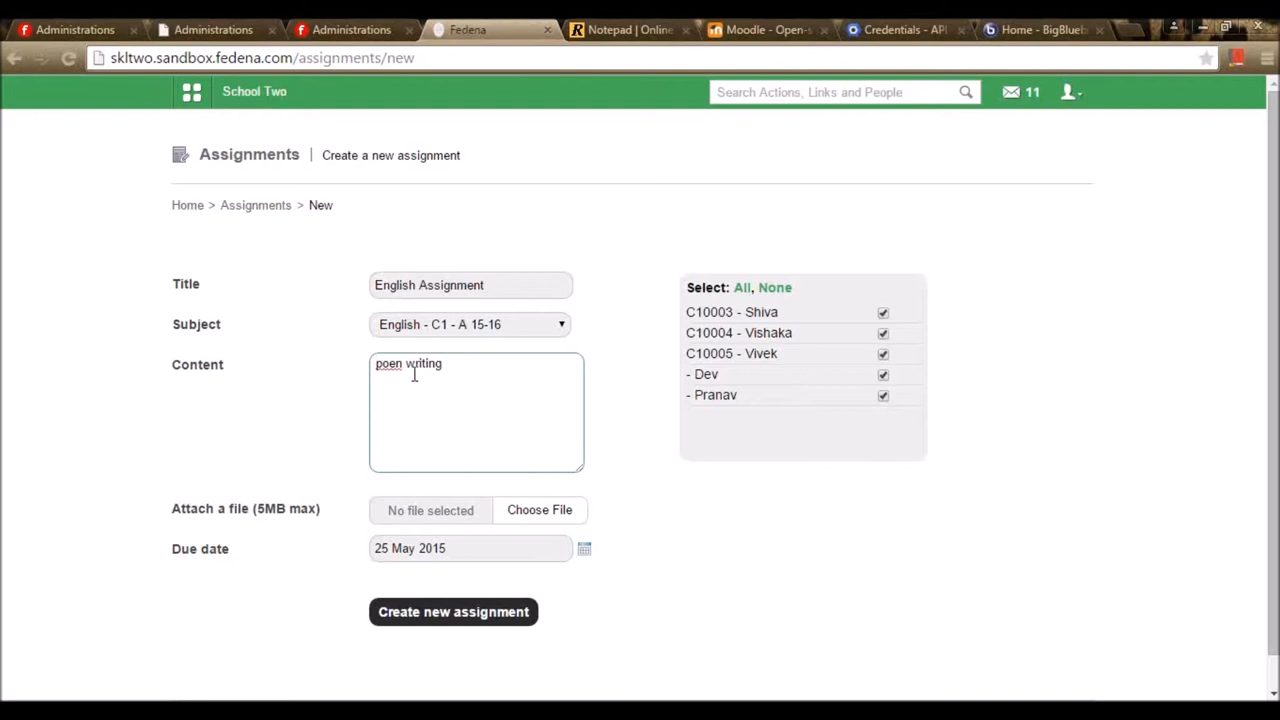 Administrations
Administrations
Administrations
Fedena
Notepad | Online
Moodle - Open-s
Credentials - API
Home - BigBlueb
skltwo.sandbox.fedena.com/assignments/new
School Two
Search Actions, Links and People
11
Assignments | Create a new assignment
Home > Assignments > New
Title
English Assignment
Subject
English - C1 - A 15-16
Content
poen writing
Select: All, None
C10003 - Shiva
C10004 - Vishaka
C10005 - Vivek
- Dev
- Pranav
Attach a file (5MB max)
No file selected
Choose File
Due date
25 May 2015
Create new assignment